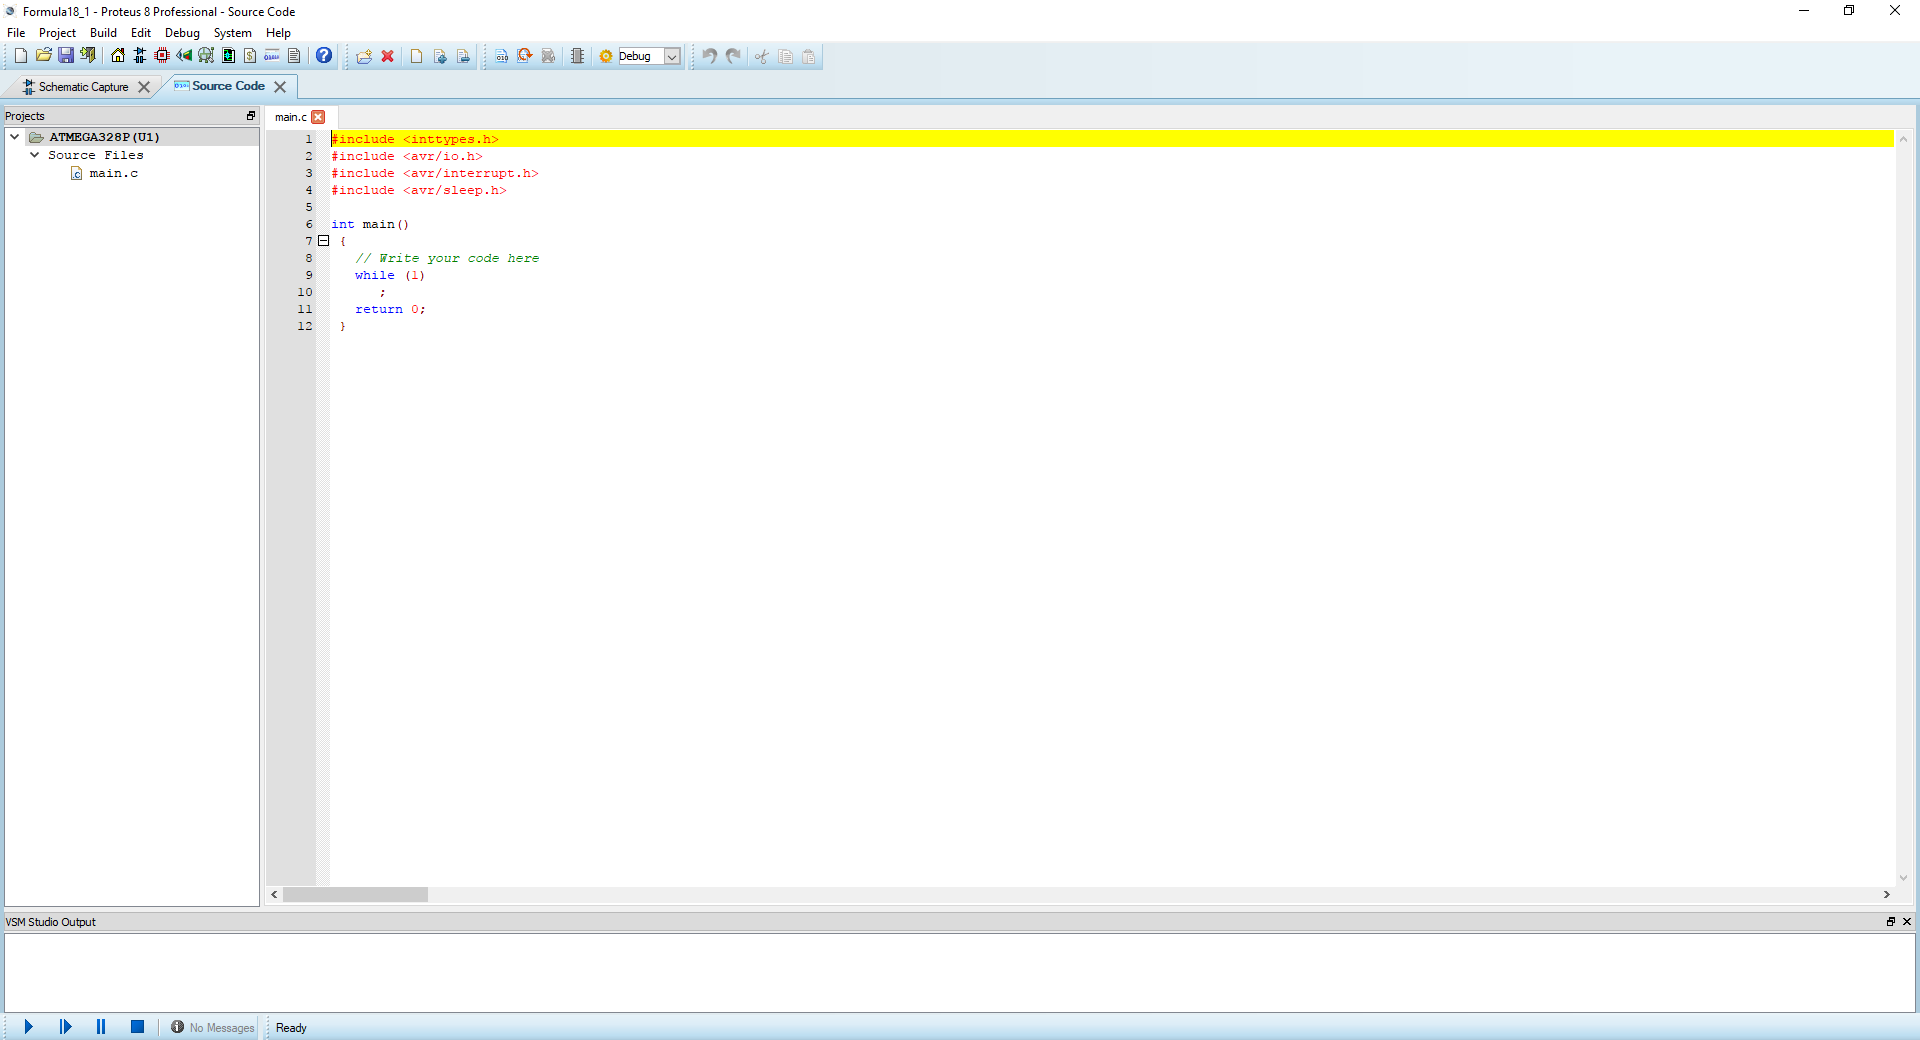 Formula18_1 - Proteus 8 Professional - Source Code
File Project Build Edit Debug System Help
Debug
Schematic Capture
Source Code
Projects
ATMEGA328P(U1)
Source Files
main.c
main.c
1 #include <inttypes.h>
2 #include <avr/io.h>
3 #include <avr/interrupt.h>
4 #include <avr/sleep.h>
5
6 int main()
7 {
8 // Write your code here
9 while (1)
10 ;
11 return 0;
12 }
VSM Studio Output
No Messages
Ready